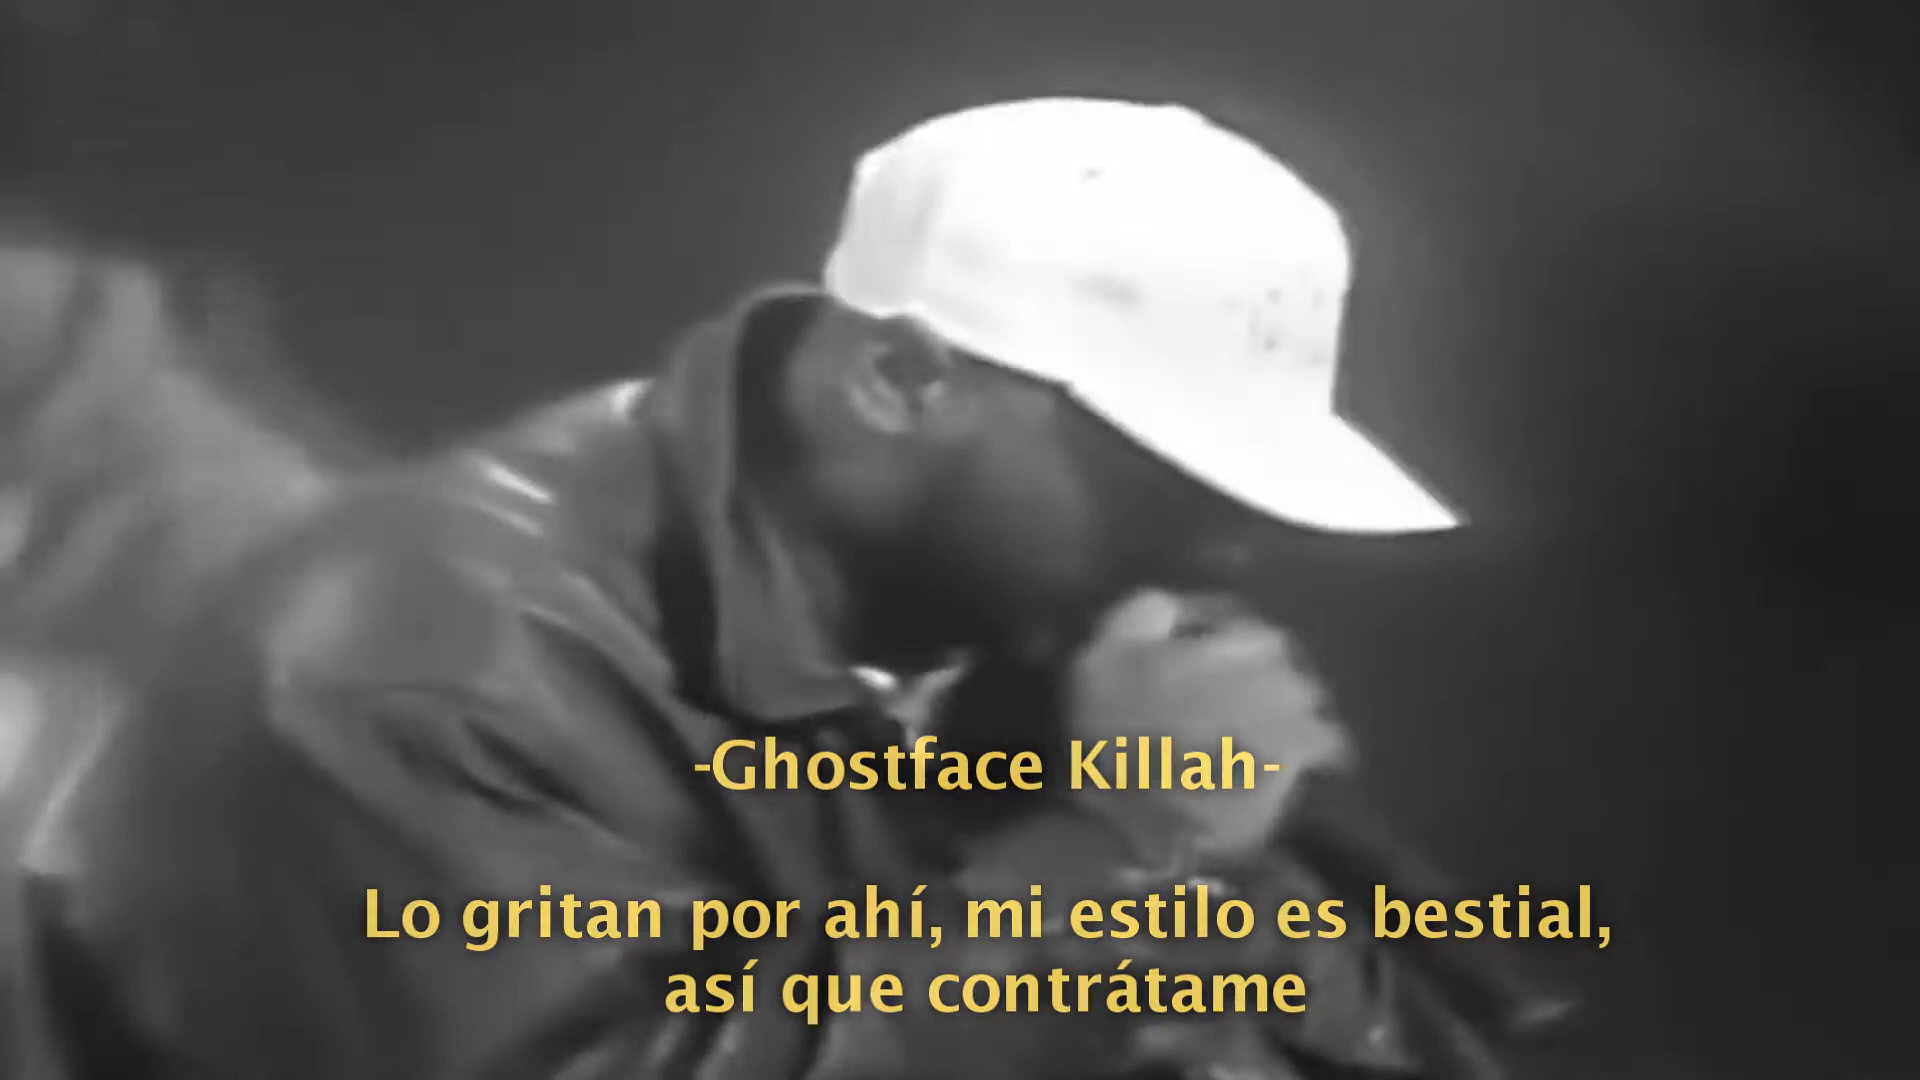 -Ghostface Killah-
Lo gritan por ahí, mi estilo es bestial,
así que contrátame